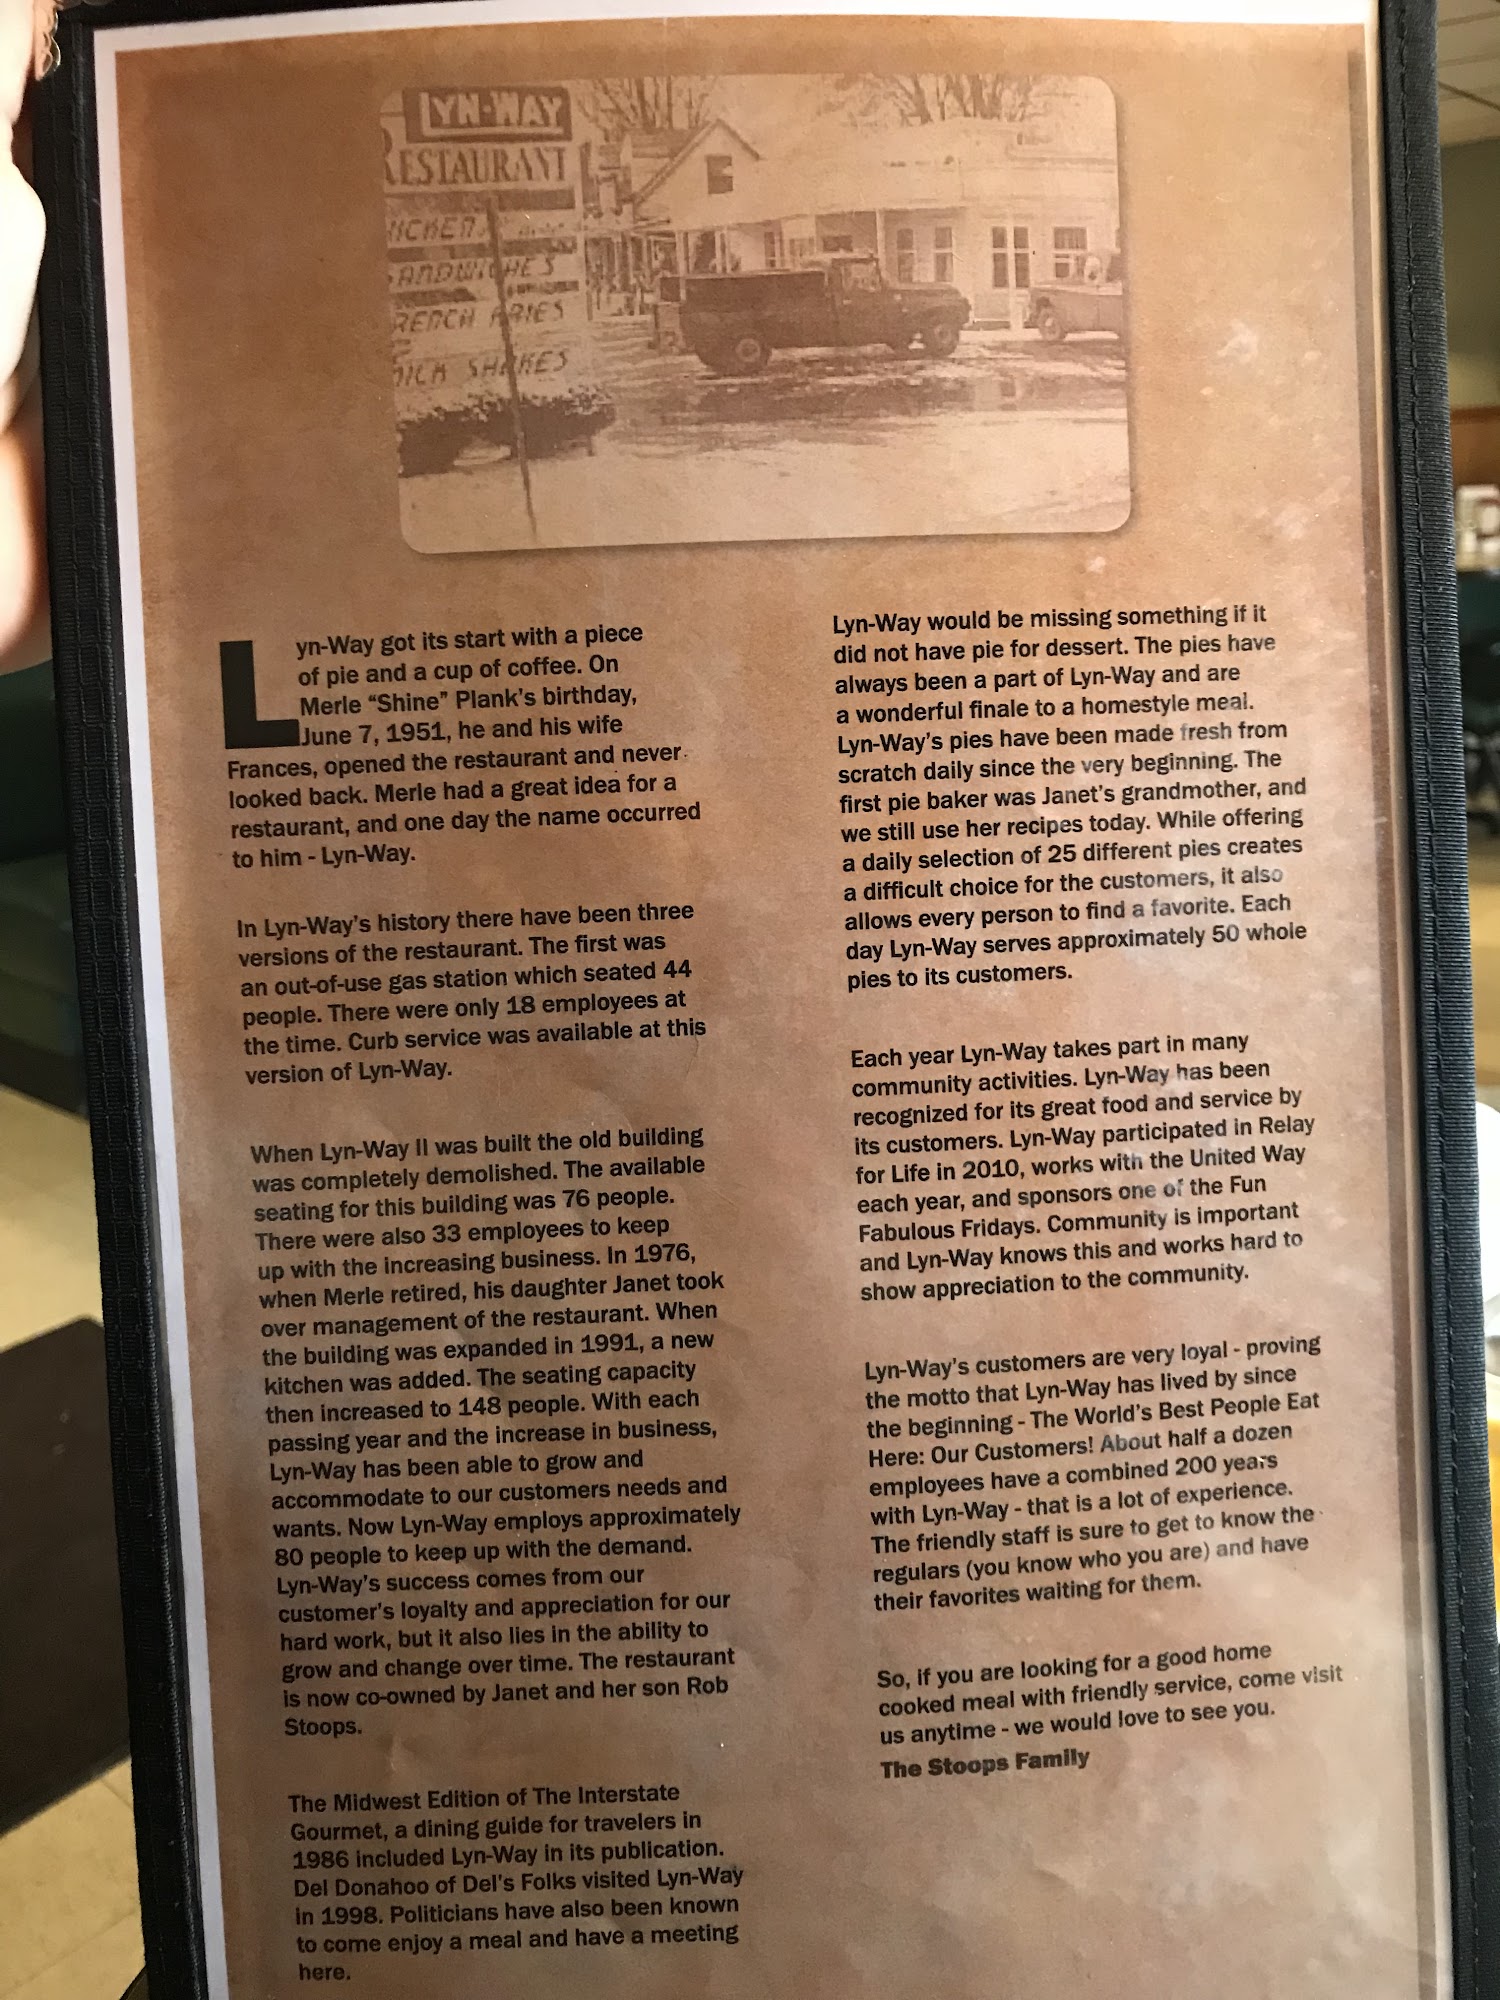 LYN-WAY
RESTAURANT
SANDWICHES
FRENCH FRIES
SHAKES
Lyn-Way got its start with a piece
of pie and a cup of coffee. On
Merle “Shine” Plank’s birthday,
June 7, 1951, he and his wife
Frances, opened the restaurant and never
looked back. Merle had a great idea for a
restaurant, and one day the name occurred
to him - Lyn-Way.
In Lyn-Way’s history there have been three
versions of the restaurant. The first was
an out-of-use gas station which seated 44
people. There were only 18 employees at
the time. Curb service was available at this
version of Lyn-Way.
When Lyn-Way II was built the old building
was completely demolished. The available
seating for this building was 76 people.
There were also 33 employees to keep
up with the increasing business. In 1976,
when Merle retired, his daughter Janet took
over management of the restaurant. When
the building was expanded in 1991, a new
kitchen was added. The seating capacity
then increased to 148 people. With each
passing year and the increase in business,
Lyn-Way has been able to grow and
accommodate to our customers needs and
wants. Now Lyn-Way employs approximately
80 people to keep up with the demand.
Lyn-Way’s success comes from our
customer’s loyalty and appreciation for our
hard work, but it also lies in the ability to
grow and change over time. The restaurant
is now co-owned by Janet and her son Rob
Stoops.
The Midwest Edition of The Interstate
Gourmet, a dining guide for travelers in
1986 included Lyn-Way in its publication.
Del Donahoo of Del’s Folks visited Lyn-Way
in 1998. Politicians have also been known
to come enjoy a meal and have a meeting
here.
Lyn-Way would be missing something if it
did not have pie for dessert. The pies have
always been a part of Lyn-Way and are
a wonderful finale to a homestyle meal.
Lyn-Way’s pies have been made fresh from
scratch daily since the very beginning. The
first pie baker was Janet’s grandmother, and
we still use her recipes today. While offering
a daily selection of 25 different pies creates
a difficult choice for the customers, it also
allows every person to find a favorite. Each
day Lyn-Way serves approximately 50 whole
pies to its customers.
Each year Lyn-Way takes part in many
community activities. Lyn-Way has been
recognized for its great food and service by
its customers. Lyn-Way participated in Relay
for Life in 2010, works with the United Way
each year, and sponsors one of the Fun
Fabulous Fridays. Community is important
and Lyn-Way knows this and works hard to
show appreciation to the community.
Lyn-Way’s customers are very loyal - proving
the motto that Lyn-Way has lived by since
the beginning - The World’s Best People Eat
Here: Our Customers! About half a dozen
employees have a combined 200 years
with Lyn-Way - that is a lot of experience.
The friendly staff is sure to get to know the
regulars (you know who you are) and have
their favorites waiting for them.
So, if you are looking for a good home
cooked meal with friendly service, come visit
us anytime - we would love to see you.
The Stoops Family